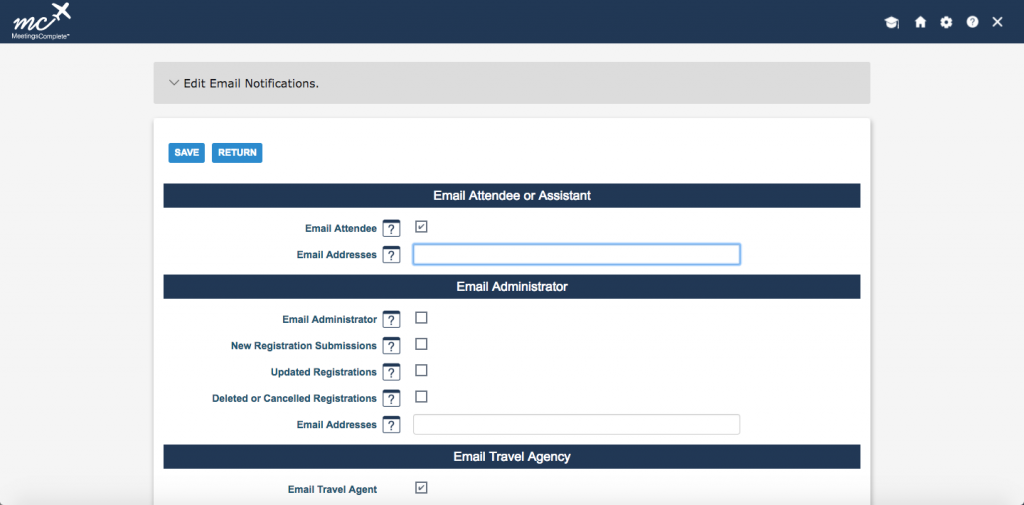 mc
MeetingsComplete™
Edit Email Notifications.
SAVE RETURN
Email Attendee or Assistant
Email Attendee ?
Email Addresses ?
Email Administrator
Email Administrator ?
New Registration Submissions ?
Updated Registrations ?
Deleted or Cancelled Registrations ?
Email Addresses ?
Email Travel Agency
Email Travel Agent